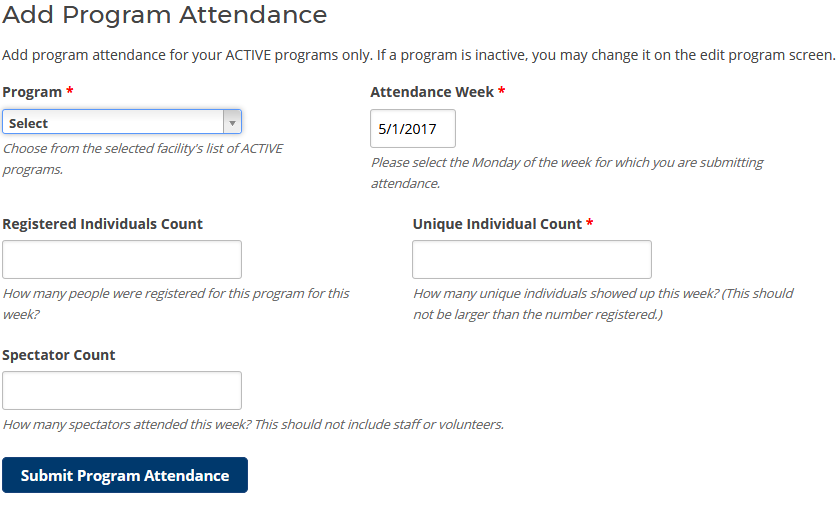 Add Program Attendance
Add program attendance for your ACTIVE programs only. If a program is inactive, you may change it on the edit program screen.
Program *
Attendance Week *
Select
5/1/2017
Choose from the selected facility's list of ACTIVE
programs.
Please select the Monday of the week for which you are submitting
attendance.
Registered Individuals Count
Unique Individual Count *
How many people were registered for this program for this
week?
How many unique individuals showed up this week? (This should
not be larger than the number registered.)
Spectator Count
How many spectators attended this week? This should not include staff or volunteers.
Submit Program Attendance